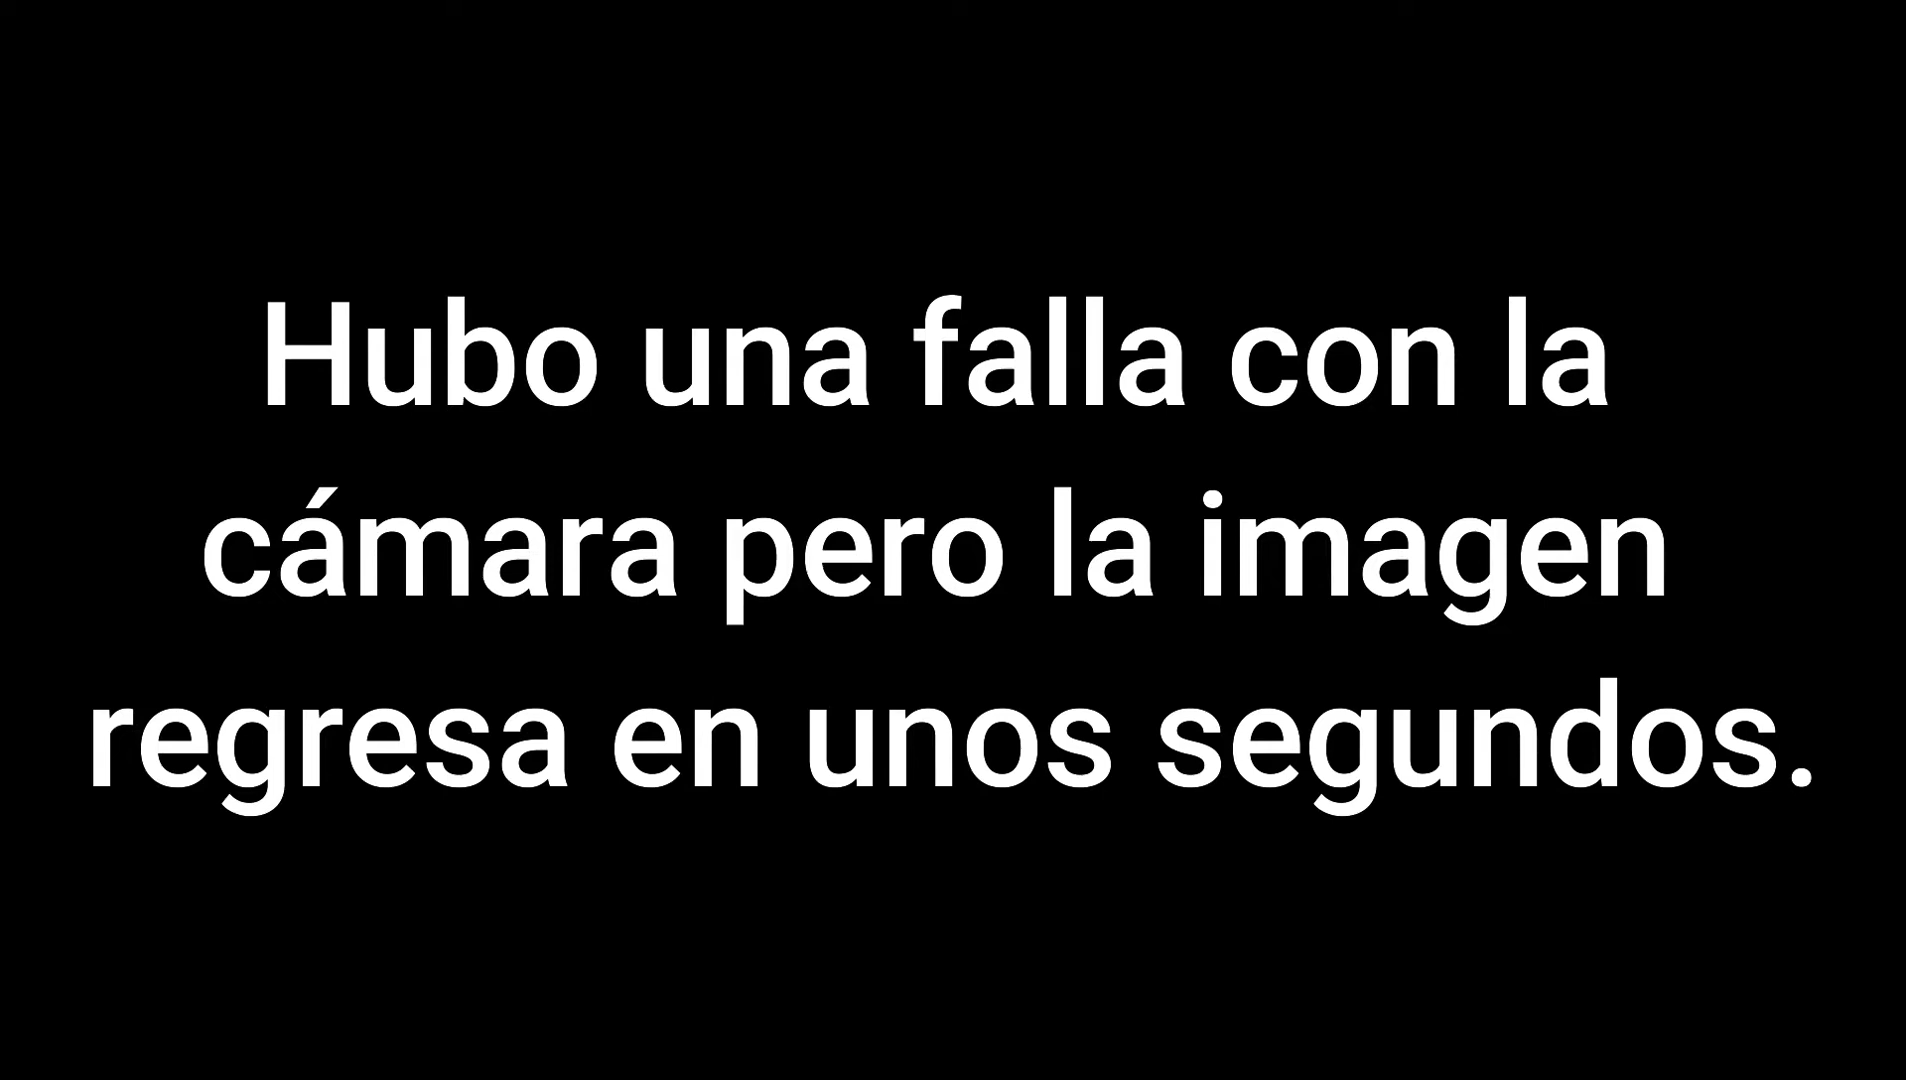 Hubo una falla con la
cámara pero la imagen
regresa en unos segundos.